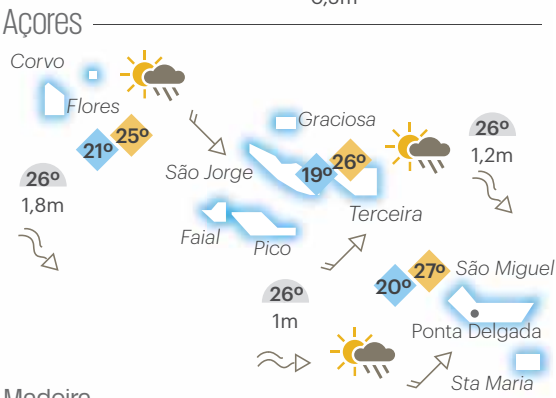 Açores
Corvo
Flores
21º 25º
26º
1,8m
Graciosa
São Jorge
19º 26º
Terceira
26º
1,2m
Faial
Pico
26º
1m
20º 27º
São Miguel
Ponta Delgada
Sta Maria